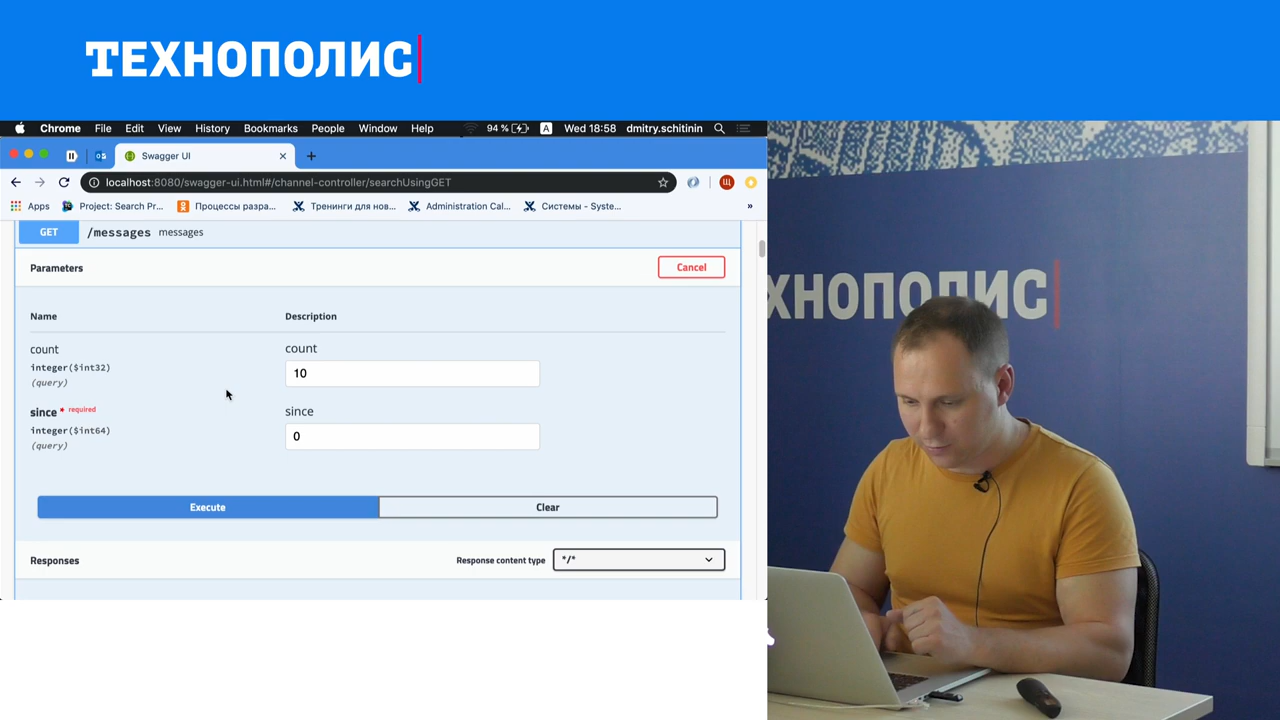 ТЕХНОПОЛИС
Chrome File Edit View History Bookmarks People Window Help 94 % A Wed 18:58 dmitry.schitinin
Swagger UI
localhost:8080/swagger-ui.html#/channel-controller/searchUsingGET
Щ
Apps Project: Search Pr... Процессы разра... Тренинги для нов... Administration Cal... Системы - Syste... »
GET /messages messages
Parameters Cancel
Name Description
count count
integer($int32) 10
(query)
since * required since
integer($int64) 0
(query)
Execute Clear
Responses Response content type */*
ХНОПОЛИС